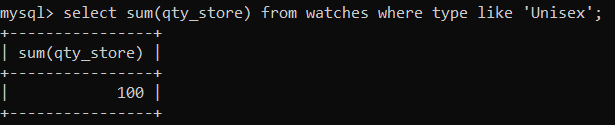 mysql> select sum(qty_store) from watches where type like 'Unisex';
+----------------+
| sum(qty_store) |
+----------------+
|            100 |
+----------------+